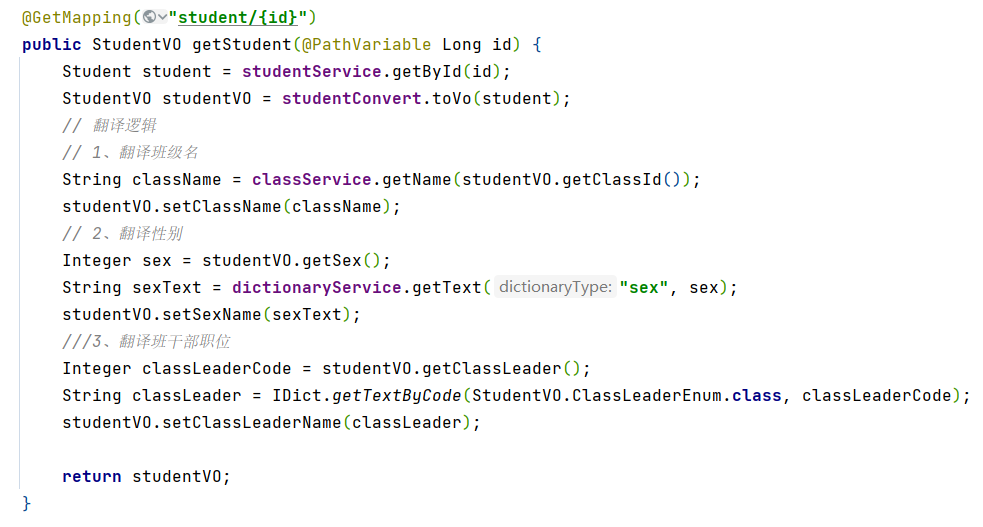 @GetMapping("student/{id}")
public StudentVO getStudent(@PathVariable Long id) {
    Student student = studentService.getById(id);
    StudentVO studentVO = studentConvert.toVo(student);
    // 翻译逻辑
    // 1、翻译班级名
    String className = classService.getName(studentVO.getClassId());
    studentVO.setClassName(className);
    // 2、翻译性别
    Integer sex = studentVO.getSex();
    String sexText = dictionaryService.getText( dictionaryType: "sex", sex);
    studentVO.setSexName(sexText);
    ///3、翻译班干部职位
    Integer classLeaderCode = studentVO.getClassLeader();
    String classLeader = IDict.getTextByCode(StudentVO.ClassLeaderEnum.class, classLeaderCode);
    studentVO.setClassLeaderName(classLeader);
    return studentVO;
}